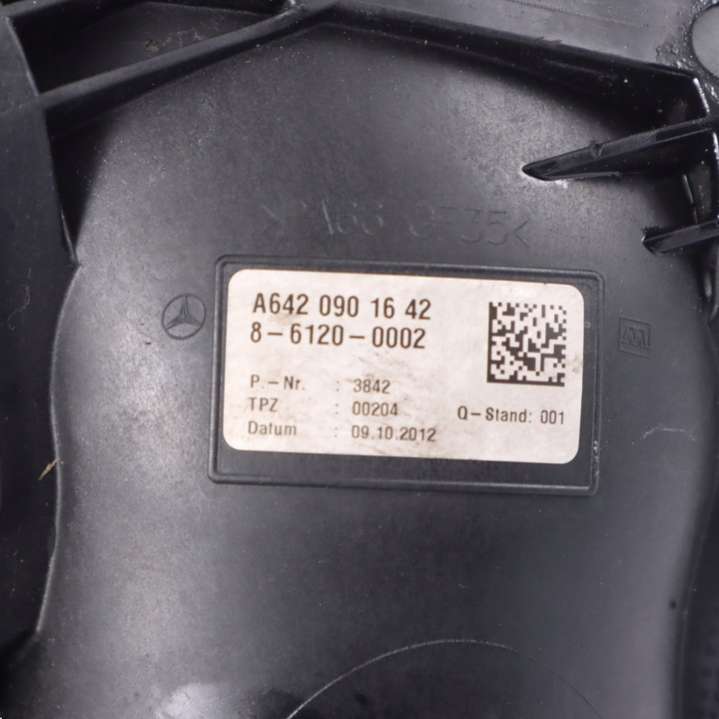 A642 090 16 42
8-6120-0002
P.-Nr. : 3842
TPZ : 00204 Q-Stand: 001
Datum : 09.10.2012